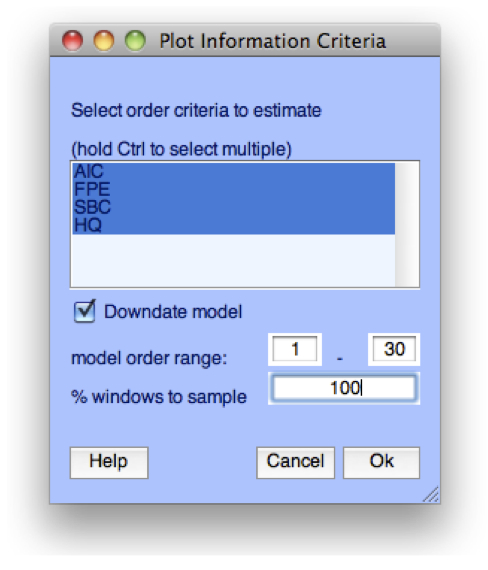 Plot Information Criteria
Select order criteria to estimate
(hold Ctrl to select multiple)
AIC
FPE
SBC
HQ
Downdate model
model order range: 1 - 30
% windows to sample 100
Help Cancel Ok